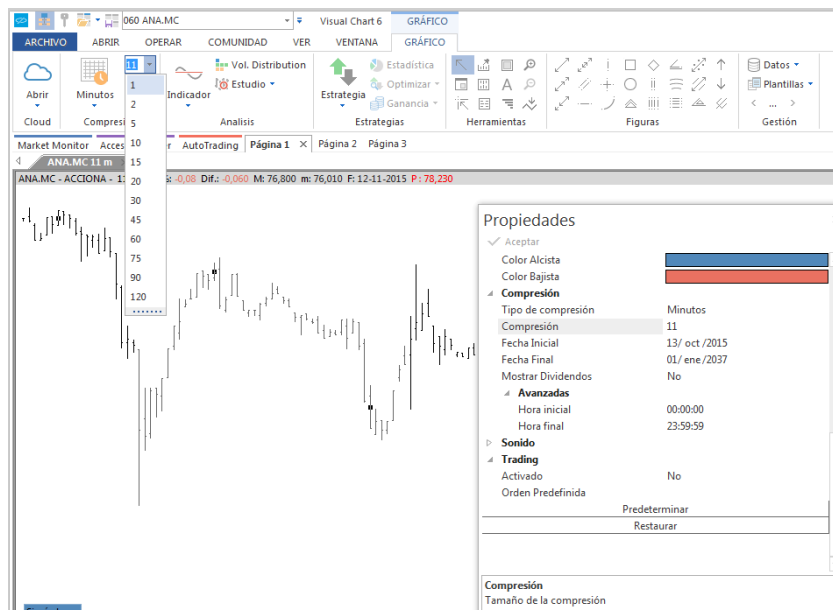 060 ANA.MC Visual Chart 6 GRÁFICO
ARCHIVO ABRIR OPERAR COMUNIDAD VER VENTANA GRÁFICO
Abrir Minutos 11 Indicador Vol. Distribution Estrategia Estadística Datos
Estudio Optimizar Plantillas
Ganancia ...
Cloud Compresi Analisis Estrategias Herramientas Figuras Gestión
1
2
5
10
15
20
30
45
60
75
90
120
Market Monitor Acces r AutoTrading Página 1 Página 2 Página 3
ANA.MC 11 m
ANA.MC - ACCIONA - 11 %: -0,08 Dif.: -0,060 M: 76,800 m: 76,010 F: 12-11-2015 P: 78,230
Propiedades
Aceptar
Color Alcista
Color Bajista
Compresión
Tipo de compresión Minutos
Compresión 11
Fecha Inicial 13/ oct /2015
Fecha Final 01/ ene/2037
Mostrar Dividendos No
Avanzadas
Hora inicial 00:00:00
Hora final 23:59:59
Sonido
Trading
Activado No
Orden Predefinida
Predeterminar
Restaurar
Compresión
Tamaño de la compresión